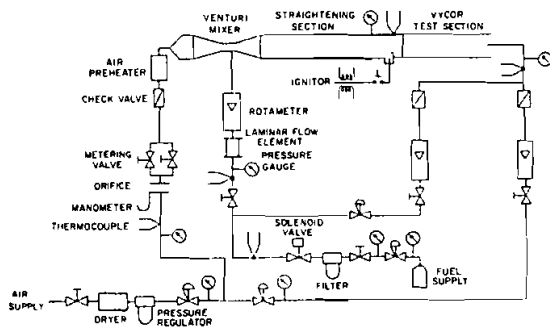 VENTURI
MIXER
STRAIGHTENING
SECTION
VYCOR
TEST SECTION
AIR
PREHEATER
IGNITOR
CHECK VALVE
ROTAMETER
LAMINAR FLOW
ELEMENT
METERING
VALVE
PRESSURE
GAUGE
ORIFICE
MANOMETER
THERMOCOUPLE
SOLENOID
VALVE
FILTER
FUEL
SUPPLY
AIR
SUPPLY
DRYER
PRESSURE
REGULATOR